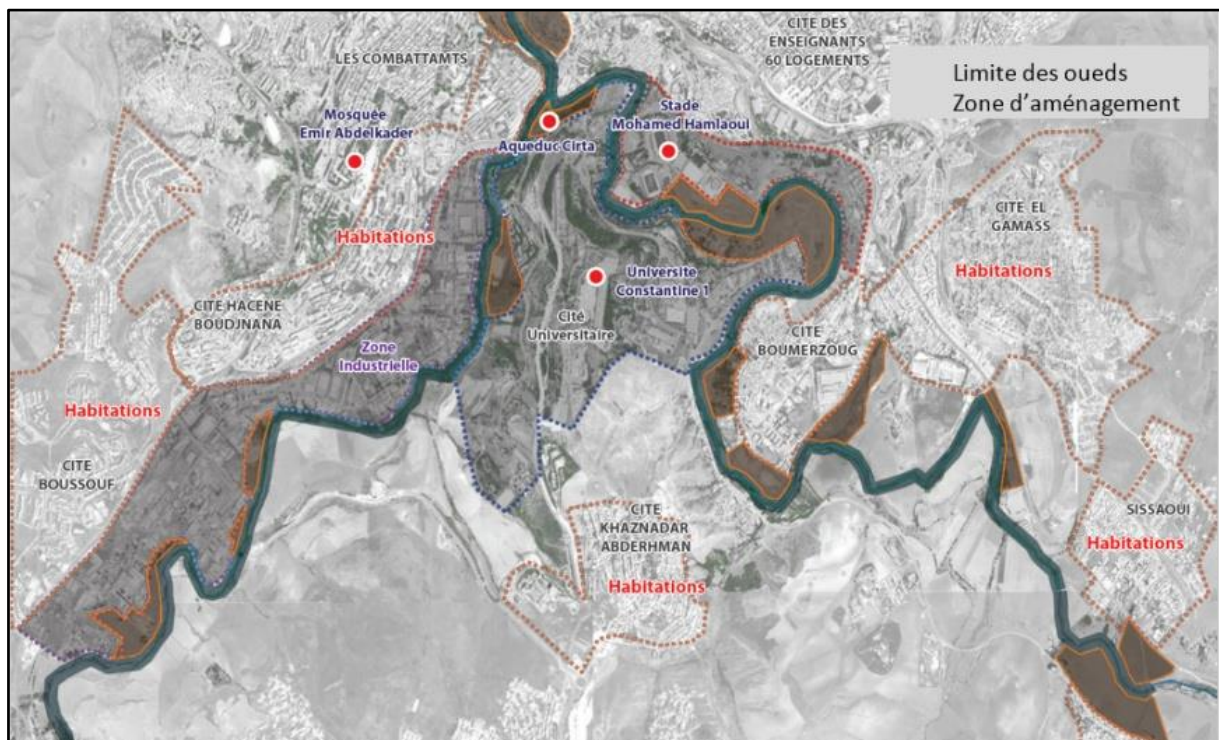 CITE DES
ENSEIGNANTS
60 LOGEMENTS
LES COMBATTAMTS
Limite des oueds
Zone d’aménagement
Mosquée
Emir Abdelkader
Stade
Mohamed Hamlaoui
Aqueduc Cirta
CITE EL
GAMASS
Habitations
Habitations
Universite
Constantine 1
CITE HACENE
BOUDJNANA
Cité
Universitaire
CITE
BOUMERZOUG
Zone
Industrielle
Habitations
CITE
BOUSSOUF
CITE
KHAZNADAR
ABDERHMAN
Habitations
SISSAOUI
Habitations